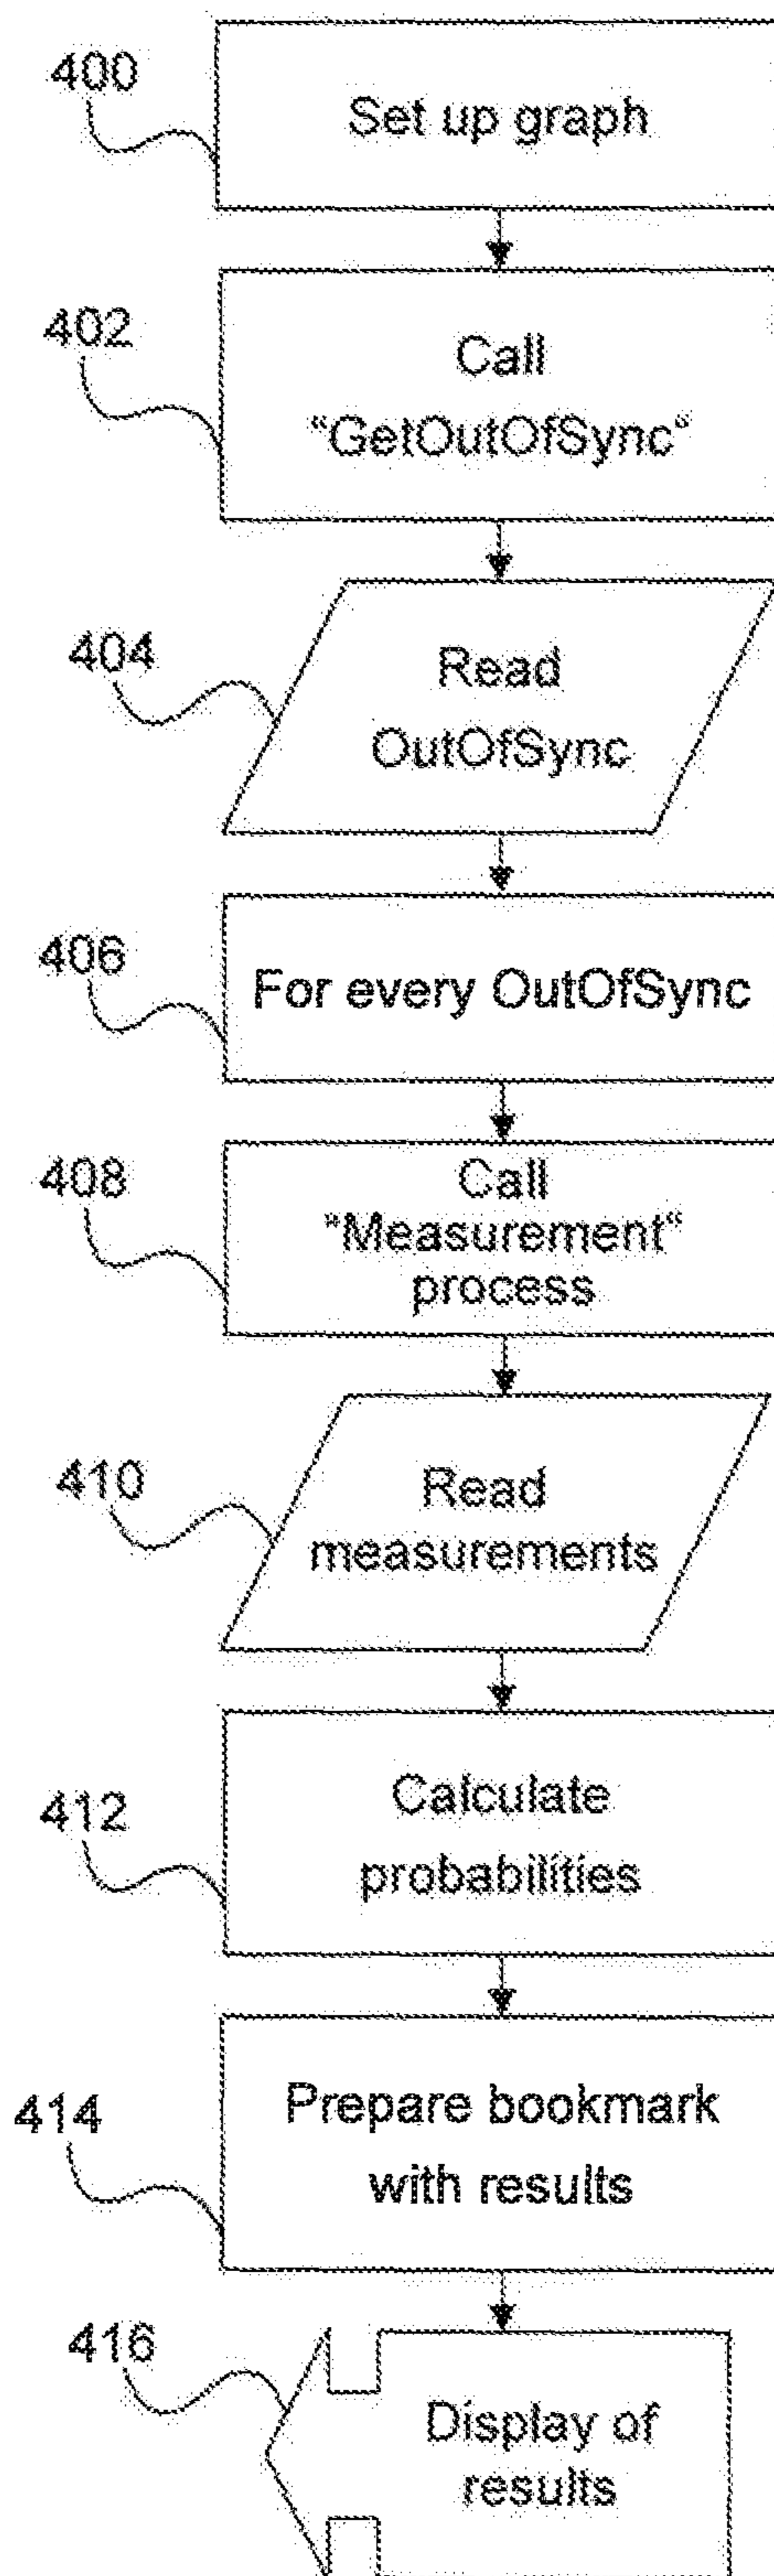 400
Set up graph
402
Call
"GetOutOfSync"
404
Read
OutOfSync
406
For every OutOfSync
408
Call
"Measurement"
process
410
Read
measurements
412
Calculate
probabilities
414
Prepare bookmark
with results
416
Display of
results